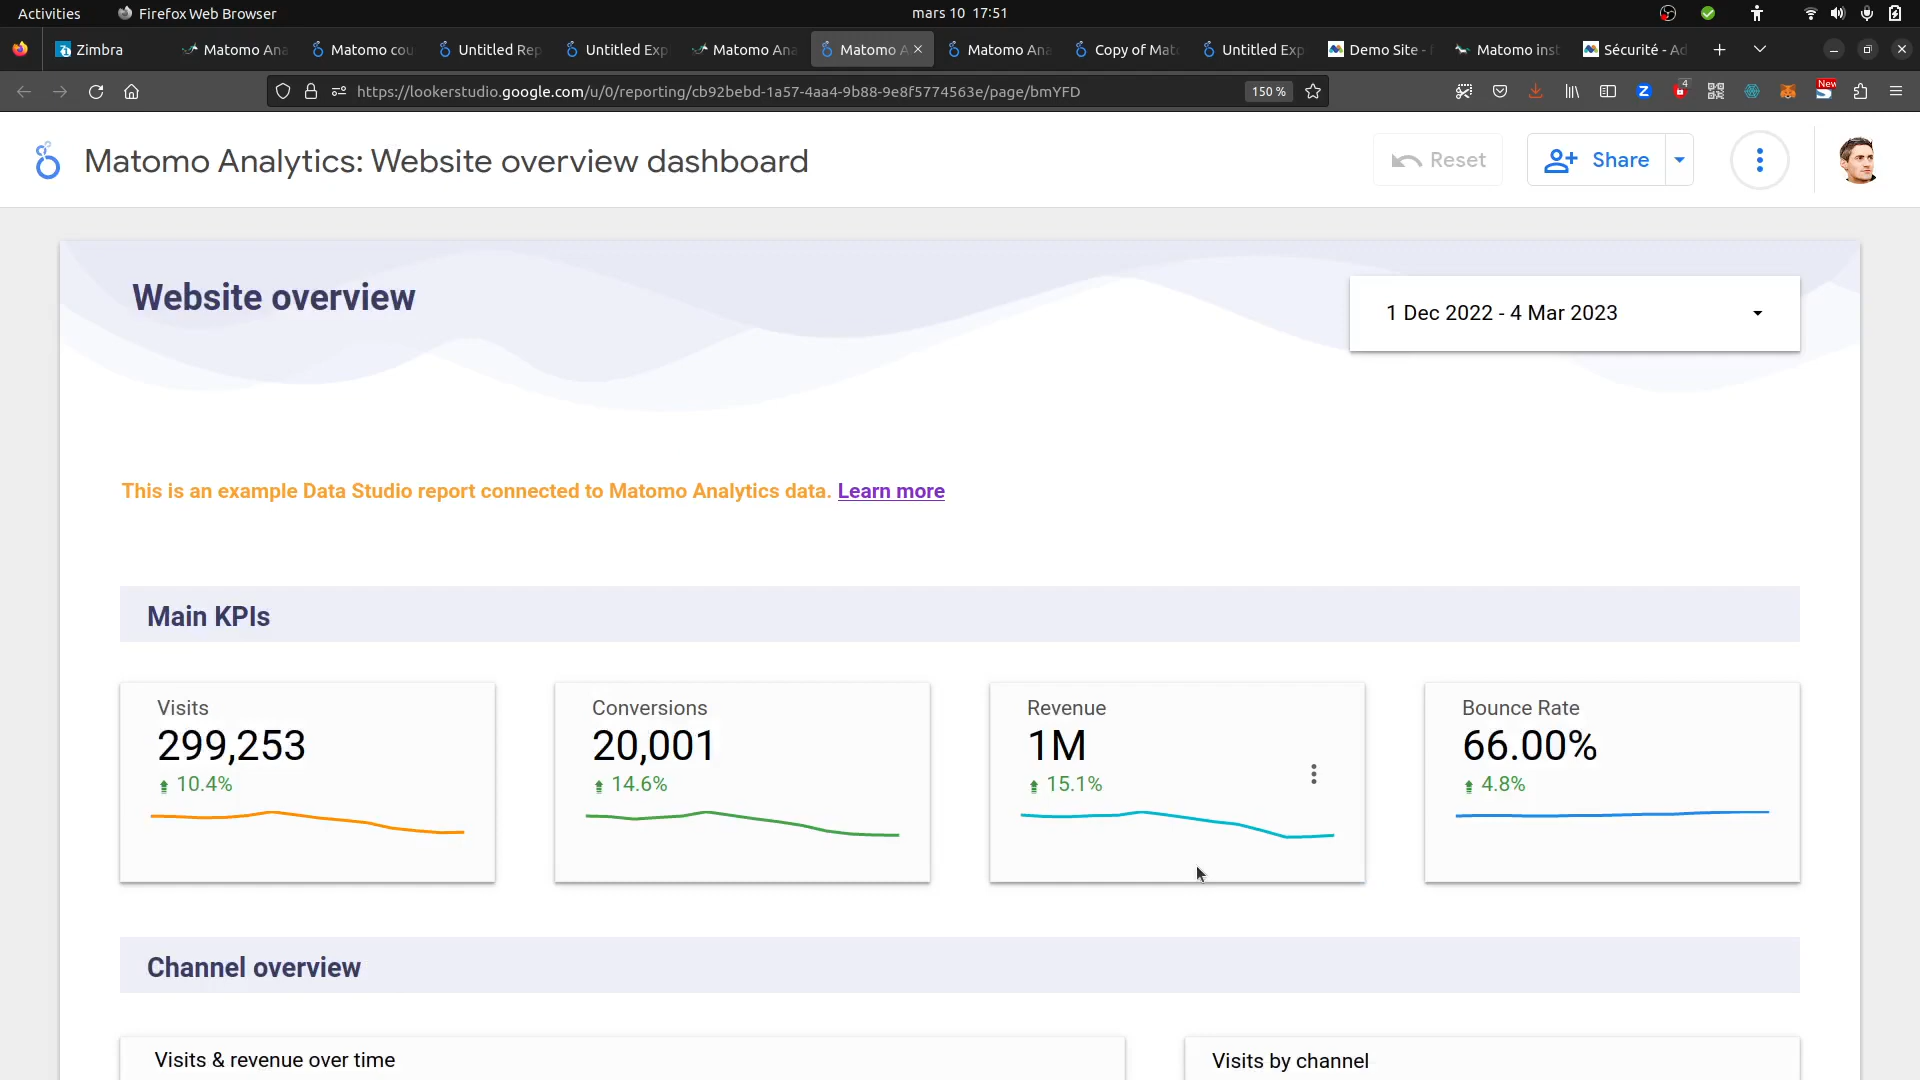 Activities
Firefox Web Browser
mars 10 17:51
Zimbra
Matomo Ana
Matomo cou
Untitled Rep
Untitled Exp
Matomo Ana
Matomo A
Matomo Ana
Copy of Mat
Untitled Exp
Demo Site -
Matomo inst
Sécurité - Ad
https://lookerstudio.google.com/u/0/reporting/cb92bebd-1a57-4aa4-9b88-9e8f5774563e/page/bmYFD
150 %
4
New
Matomo Analytics: Website overview dashboard
Reset
Share
Website overview
1 Dec 2022 - 4 Mar 2023
This is an example Data Studio report connected to Matomo Analytics data. Learn more
Main KPIs
Visits
299,253
10.4%
Conversions
20,001
14.6%
Revenue
1M
15.1%
Bounce Rate
66.00%
4.8%
Channel overview
Visits & revenue over time
Visits by channel